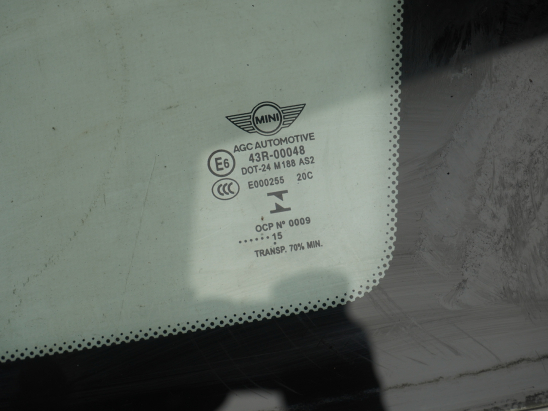 MINI
AGC AUTOMOTIVE
E6 43R-00048
DOT-24 M188 AS2
CCC E000255 20C
OCP Nº 0009
....... 15 ......
TRANSP. 70% MIN.